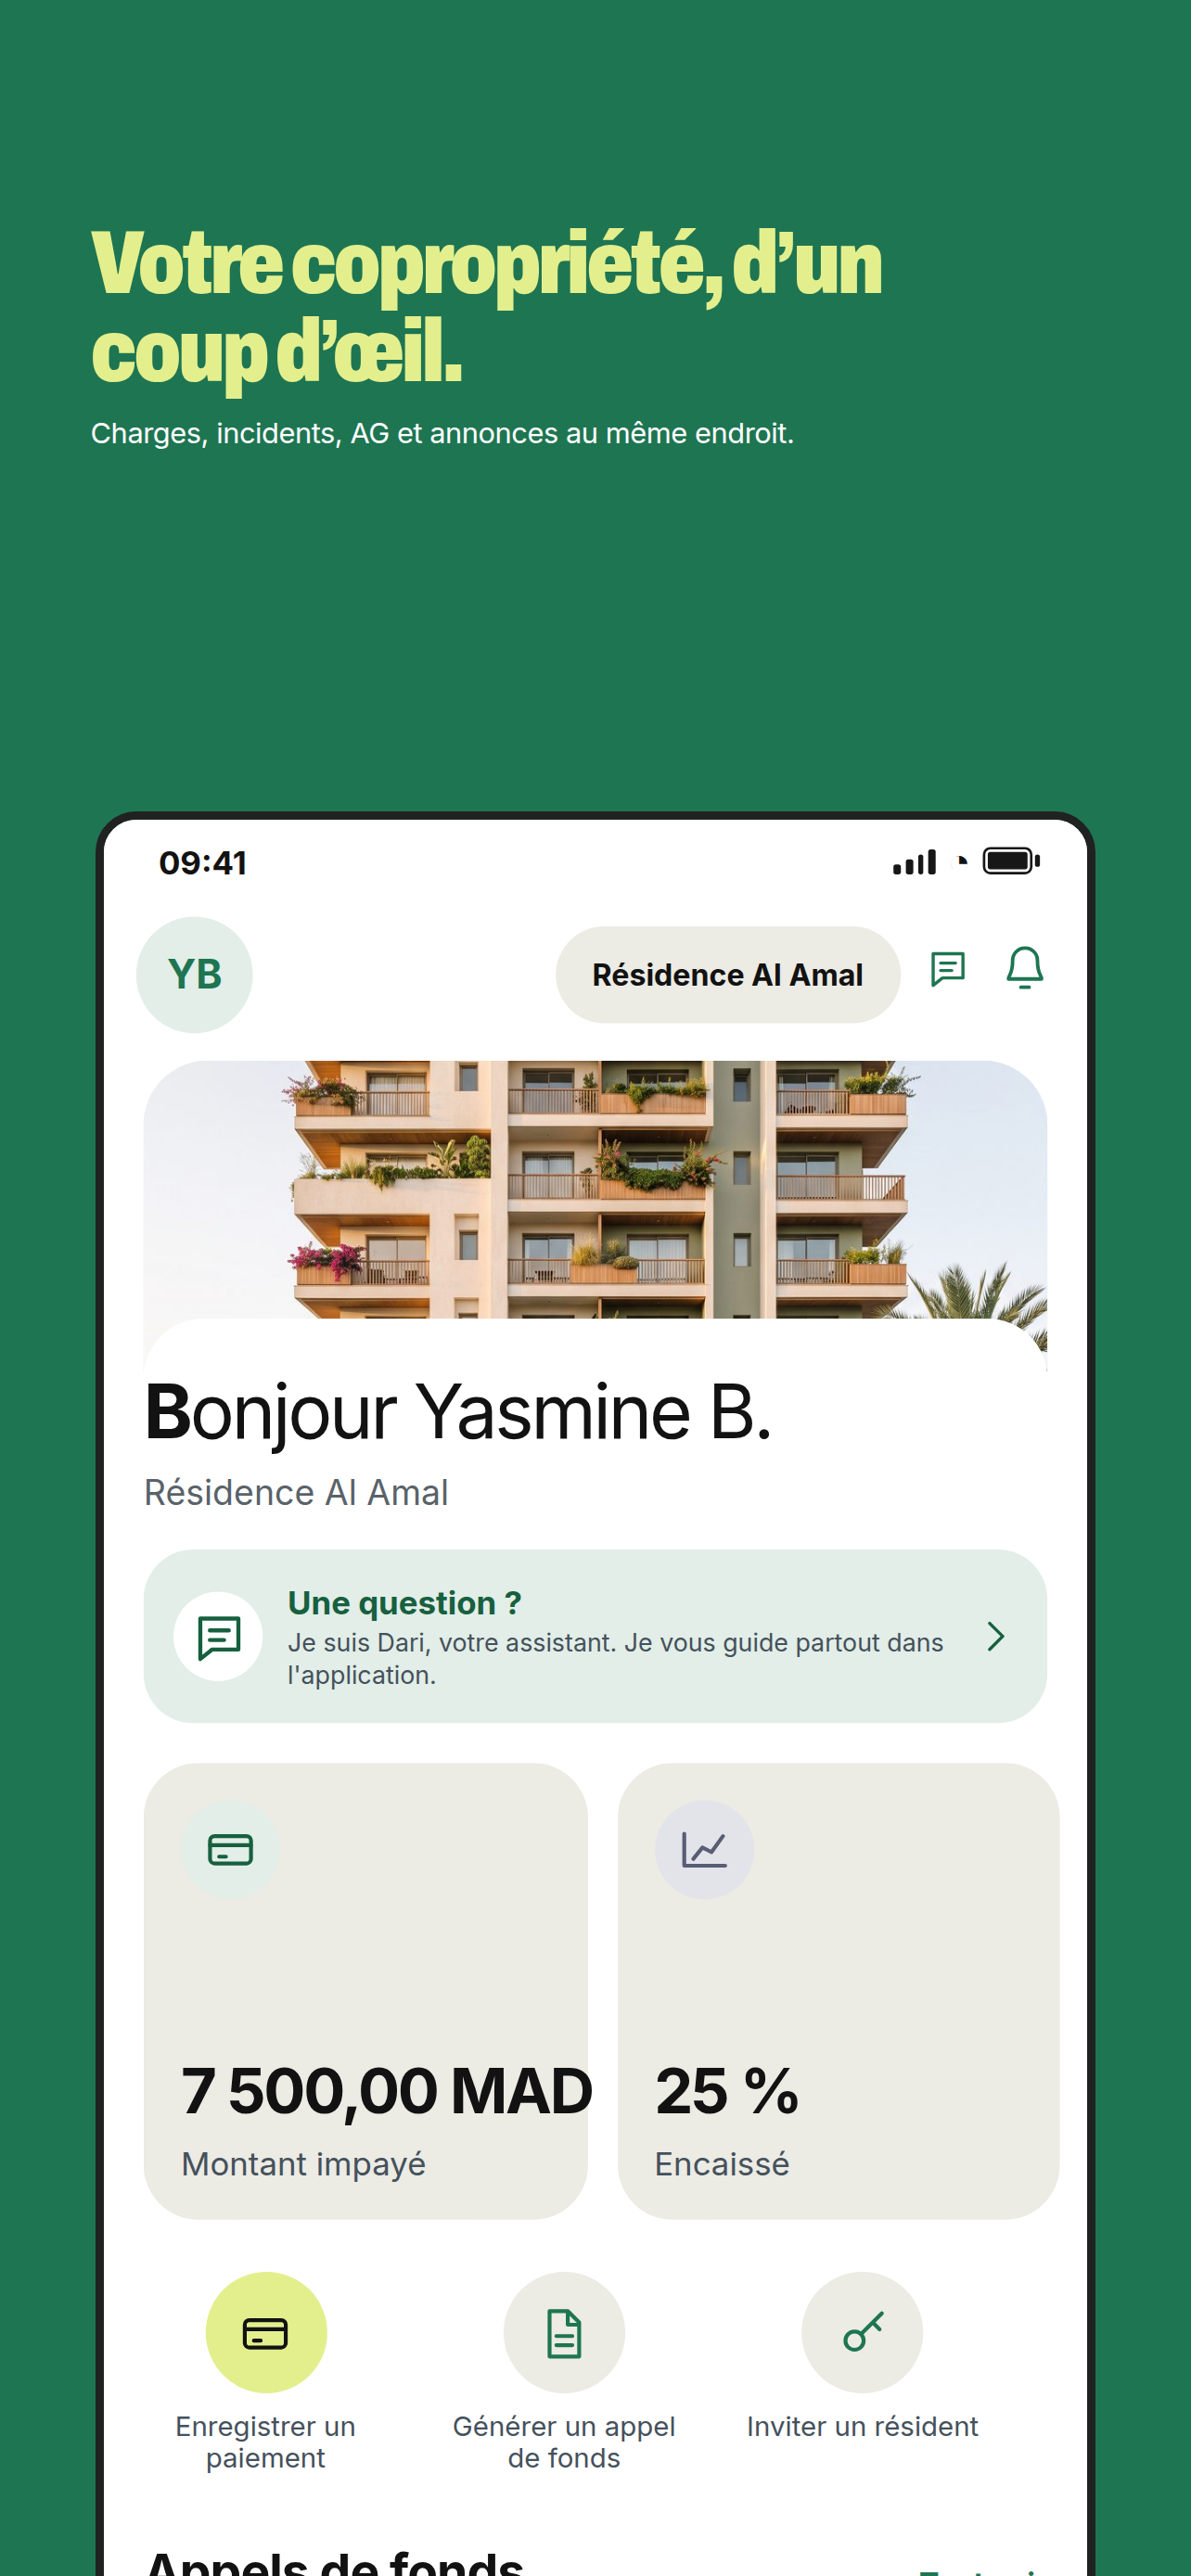 Votre copropriété, d’un
coup d’œil.
Charges, incidents, AG et annonces au même endroit.
09:41
YB
Résidence Al Amal
Bonjour Yasmine B.
Résidence Al Amal
Une question ?
Je suis Dari, votre assistant. Je vous guide partout dans
l'application.
7 500,00 MAD
Montant impayé
25 %
Encaissé
Enregistrer un
paiement
Générer un appel
de fonds
Inviter un résident
Appels de fonds